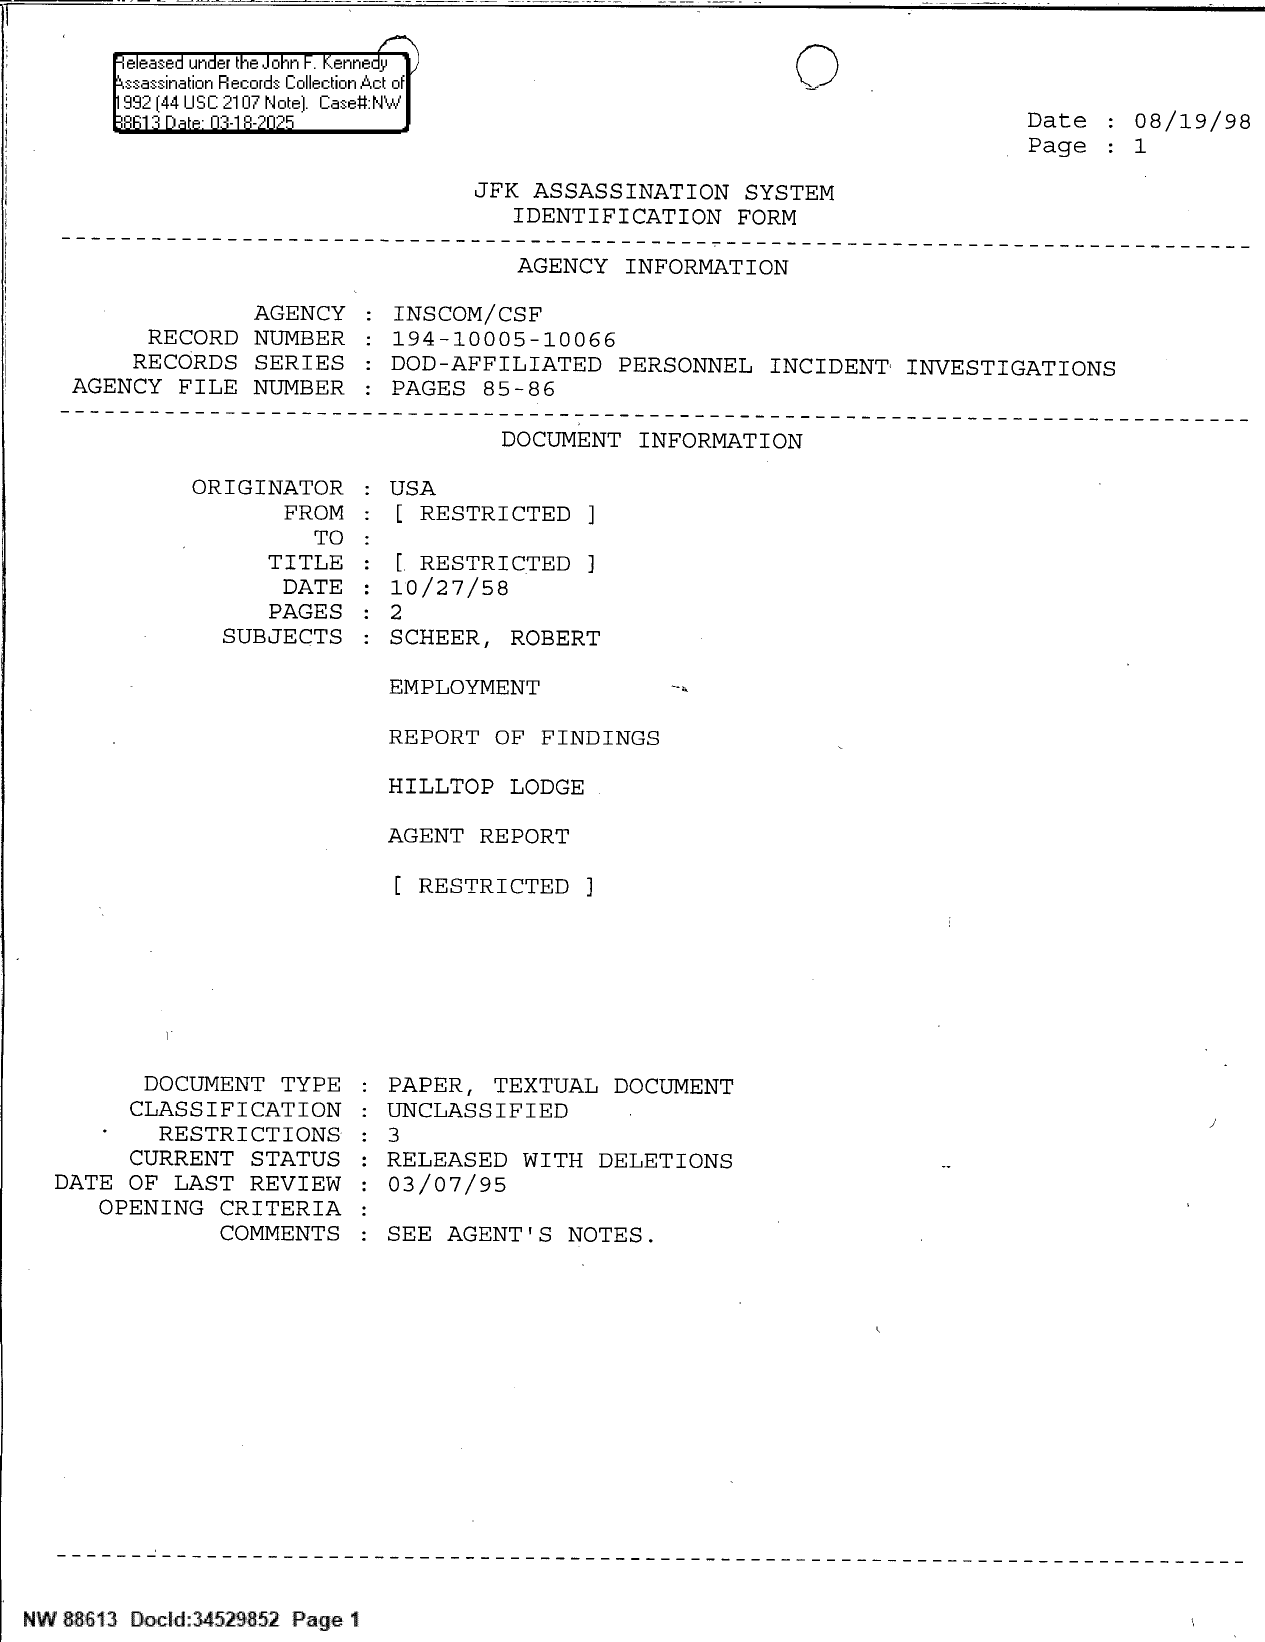 Released under the John F. Kennedy
Assassination Records Collection Act of
1992 (44 USC 2107 Note). Case#:NW
88613 Date: 03-18-2025
Date : 08/19/98
Page : 1
JFK ASSASSINATION SYSTEM
IDENTIFICATION FORM
AGENCY INFORMATION
AGENCY : INSCOM/CSF
RECORD NUMBER : 194-10005-10066
RECORDS SERIES : DOD-AFFILIATED PERSONNEL INCIDENT INVESTIGATIONS
AGENCY FILE NUMBER : PAGES 85-86
DOCUMENT INFORMATION
ORIGINATOR : USA
FROM : [ RESTRICTED ]
TO :
TITLE : [ RESTRICTED ]
DATE : 10/27/58
PAGES : 2
SUBJECTS : SCHEER, ROBERT
EMPLOYMENT
REPORT OF FINDINGS
HILLTOP LODGE
AGENT REPORT
[ RESTRICTED ]
DOCUMENT TYPE : PAPER, TEXTUAL DOCUMENT
CLASSIFICATION : UNCLASSIFIED
RESTRICTIONS : 3
CURRENT STATUS : RELEASED WITH DELETIONS
DATE OF LAST REVIEW : 03/07/95
OPENING CRITERIA :
COMMENTS : SEE AGENT'S NOTES.
NW 88613 DocId:34529852 Page 1